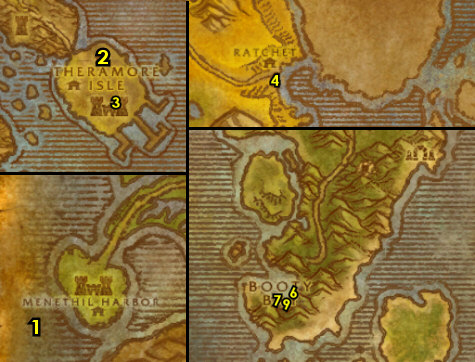 2
THERAMORE
ISLE
3
RATCHET
4
MENETHIL HARBOR
1
BOOTY
BAY
7 9 6